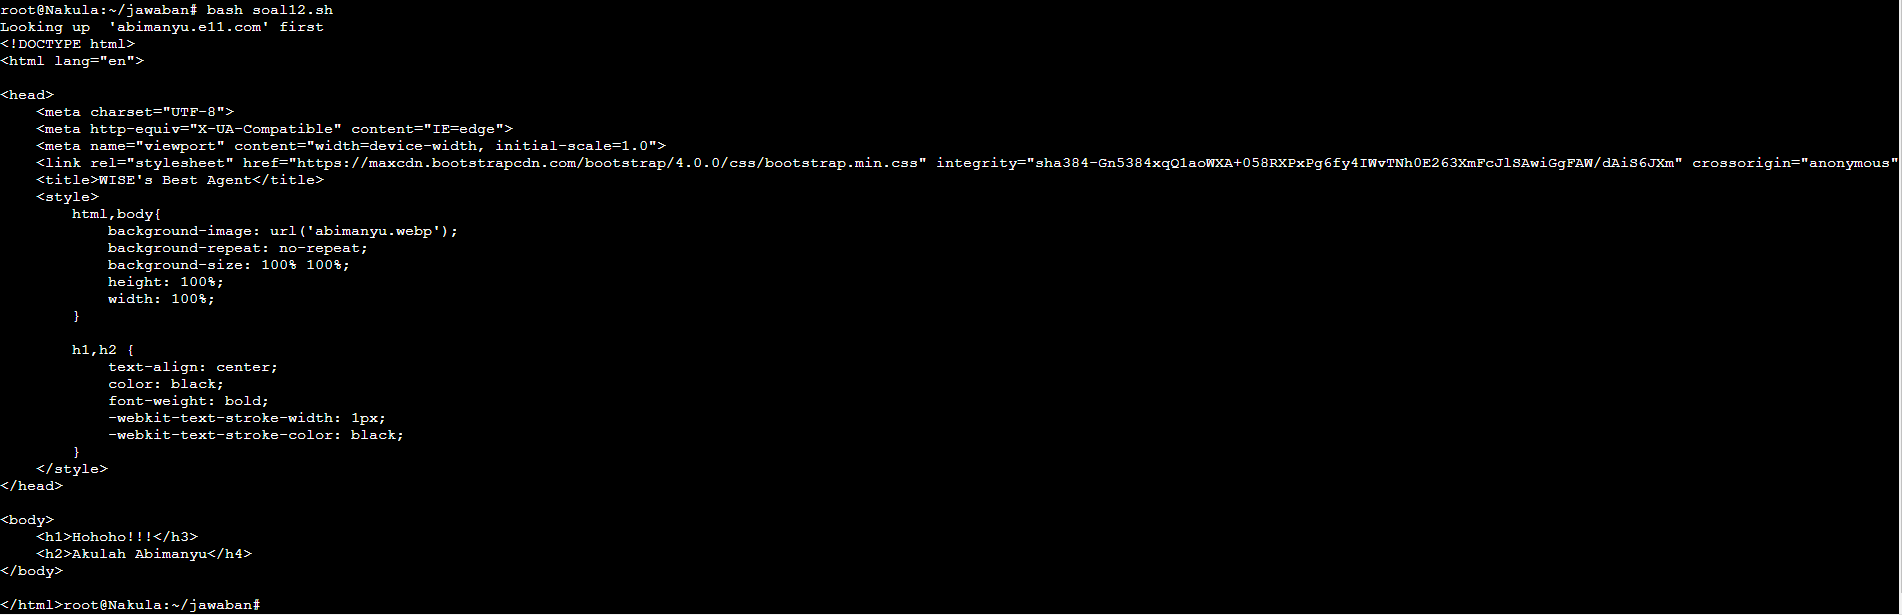 root@Nakula:~/jawaban# bash soal12.sh
Looking up  'abimanyu.e11.com' first
<!DOCTYPE html>
<html lang="en">

<head>
    <meta charset="UTF-8">
    <meta http-equiv="X-UA-Compatible" content="IE=edge">
    <meta name="viewport" content="width=device-width, initial-scale=1.0">
    <link rel="stylesheet" href="https://maxcdn.bootstrapcdn.com/bootstrap/4.0.0/css/bootstrap.min.css" integrity="sha384-Gn5384xqQ1aoWXA+058RXPxPg6fy4IWvTNh0E263XmFcJlSAwiGgFAW/dAiS6JXm" crossorigin="anonymous"
    <title>WISE's Best Agent</title>
    <style>
        html,body{
            background-image: url('abimanyu.webp');
            background-repeat: no-repeat;
            background-size: 100% 100%;
            height: 100%;
            width: 100%;
        }

        h1,h2 {
            text-align: center;
            color: black;
            font-weight: bold;
            -webkit-text-stroke-width: 1px;
            -webkit-text-stroke-color: black;
        }
    </style>
</head>

<body>
    <h1>Hohoho!!!</h3>
    <h2>Akulah Abimanyu</h4>
</body>

</html>root@Nakula:~/jawaban#